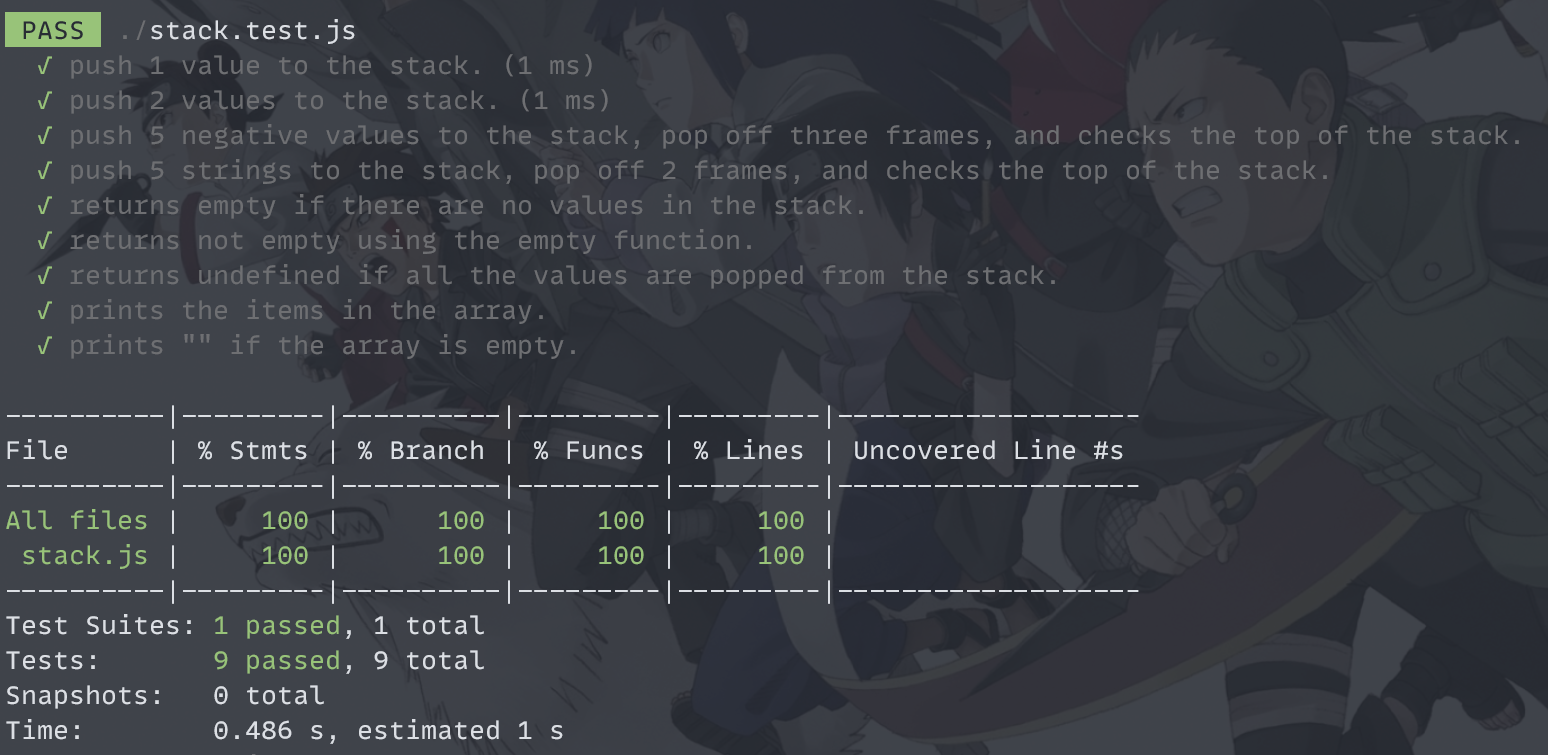 PASS ./stack.test.js
✓ push 1 value to the stack. (1 ms)
✓ push 2 values to the stack. (1 ms)
✓ push 5 negative values to the stack, pop off three frames, and checks the top of the stack.
✓ push 5 strings to the stack, pop off 2 frames, and checks the top of the stack.
✓ returns empty if there are no values in the stack.
✓ returns not empty using the empty function.
✓ returns undefined if all the values are popped from the stack.
✓ prints the items in the array.
✓ prints "" if the array is empty.
----------|---------|----------|---------|---------|-------------------
File      | % Stmts | % Branch | % Funcs | % Lines | Uncovered Line #s
----------|---------|----------|---------|---------|-------------------
All files |     100 |      100 |     100 |     100 |
 stack.js |     100 |      100 |     100 |     100 |
----------|---------|----------|---------|---------|-------------------
Test Suites: 1 passed, 1 total
Tests:       9 passed, 9 total
Snapshots:   0 total
Time:        0.486 s, estimated 1 s